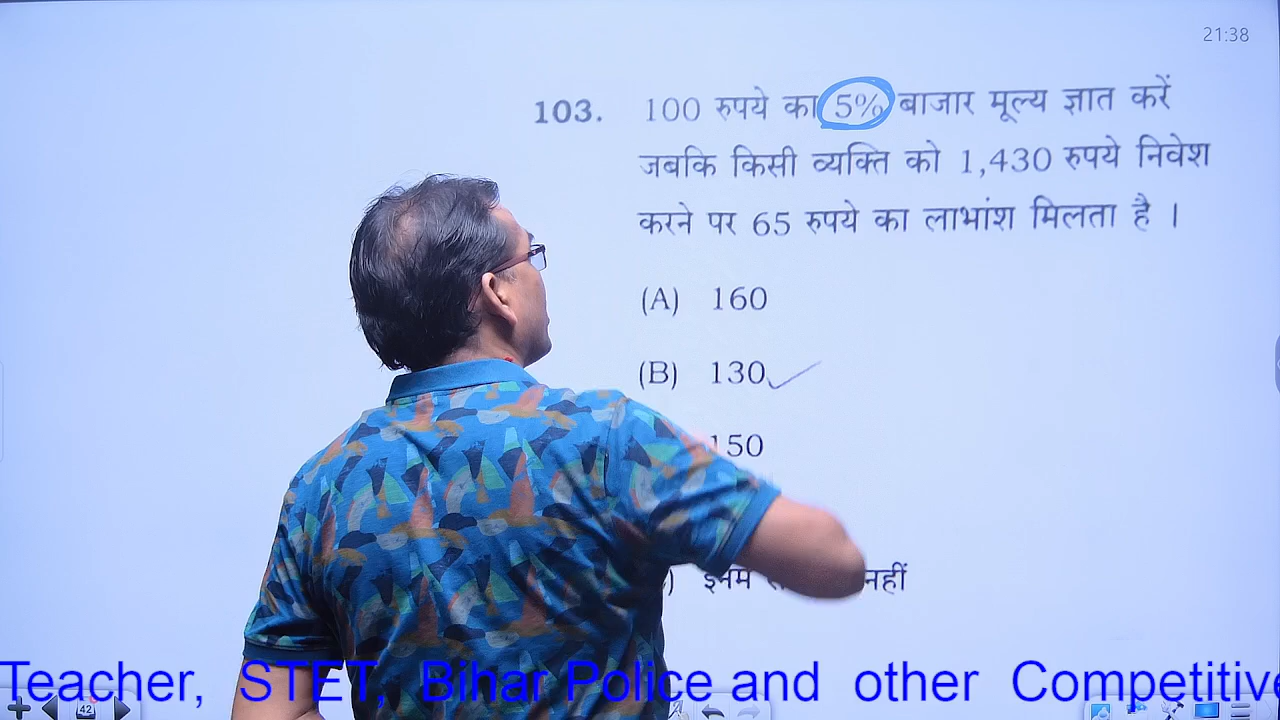 21:38
103. 100 रुपये का 5% बाजार मूल्य ज्ञात करें
जबकि किसी व्यक्ति को 1,430 रुपये निवेश
करने पर 65 रुपये का लाभांश मिलता है ।
(A) 160
(B) 130
150
नहीं
Teacher, STET, Bihar Police and other Competitive
42